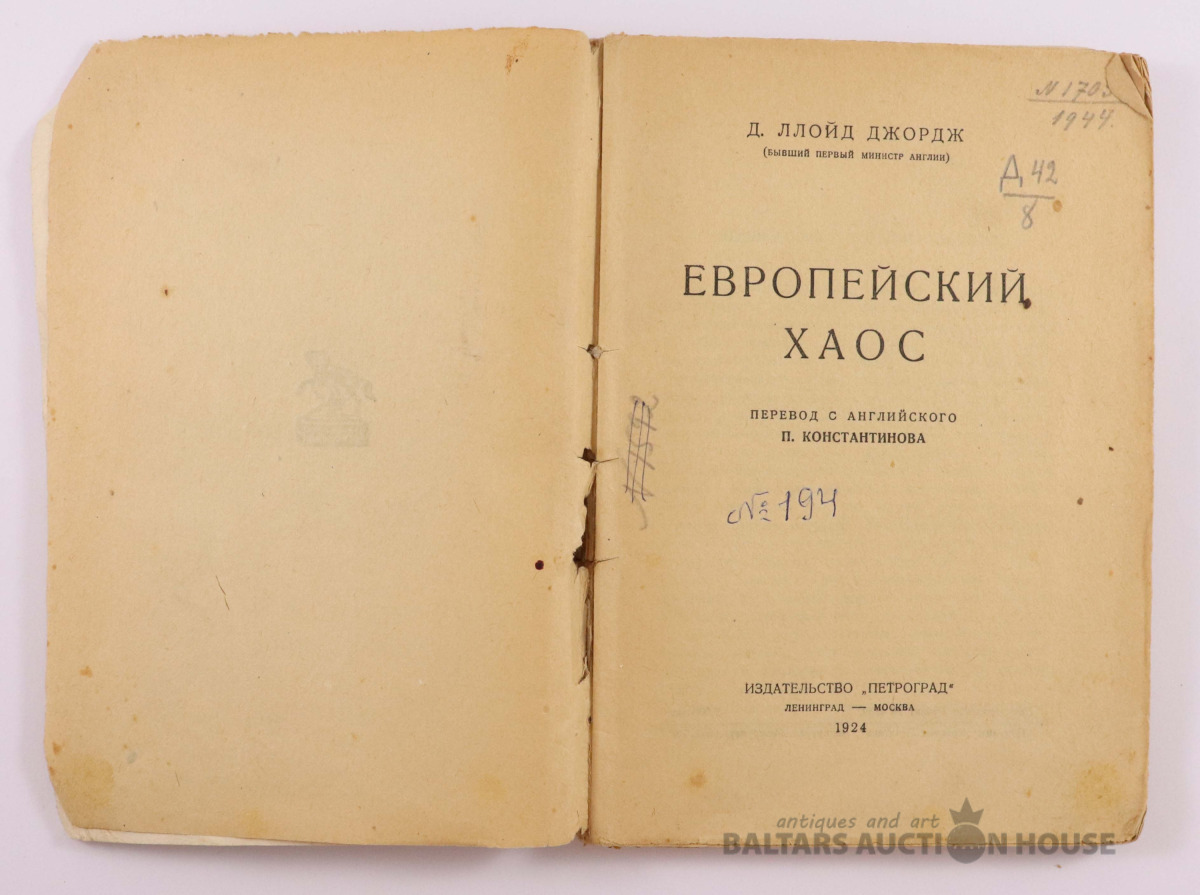 N 1703
1944.
Д. ЛЛОЙД ДЖОРДЖ
(БЫВШИЙ ПЕРВЫЙ МИНИСТР АНГЛИИ)
Д 42
8
ЕВРОПЕЙСКИЙ
ХАОС
ПЕРЕВОД С АНГЛИЙСКОГО
П. КОНСТАНТИНОВА
№ 194
ИЗДАТЕЛЬСТВО „ПЕТРОГРАД“
ЛЕНИНГРАД — МОСКВА
1924
antiques and art
BALTARS AUCTION HOUSE